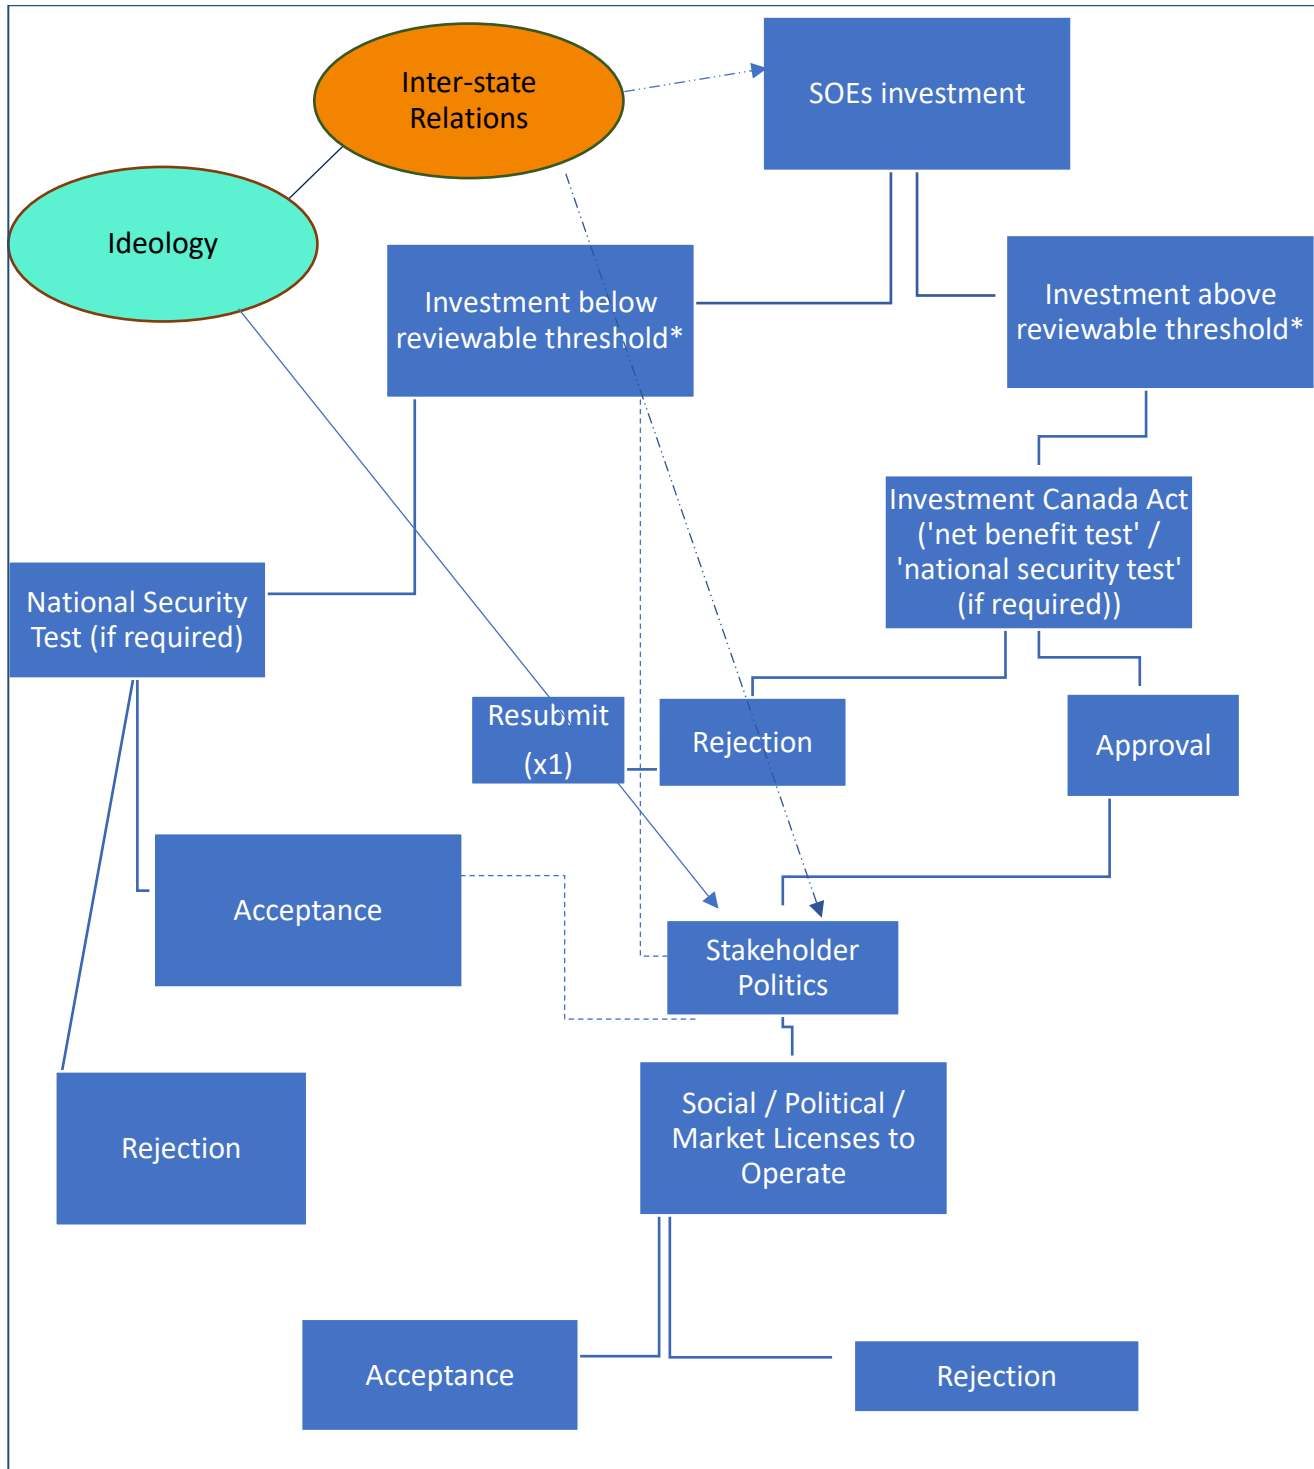 Inter-state
Relations
SOEs investment
Ideology
Investment below
reviewable threshold*
Investment above
reviewable threshold*
Investment Canada Act
('net benefit test' /
'national security test'
(if required))
National Security
Test (if required)
Resubmit
(x1)
Rejection
Approval
Acceptance
Stakeholder
Politics
Rejection
Social / Political /
Market Licenses to
Operate
Acceptance
Rejection